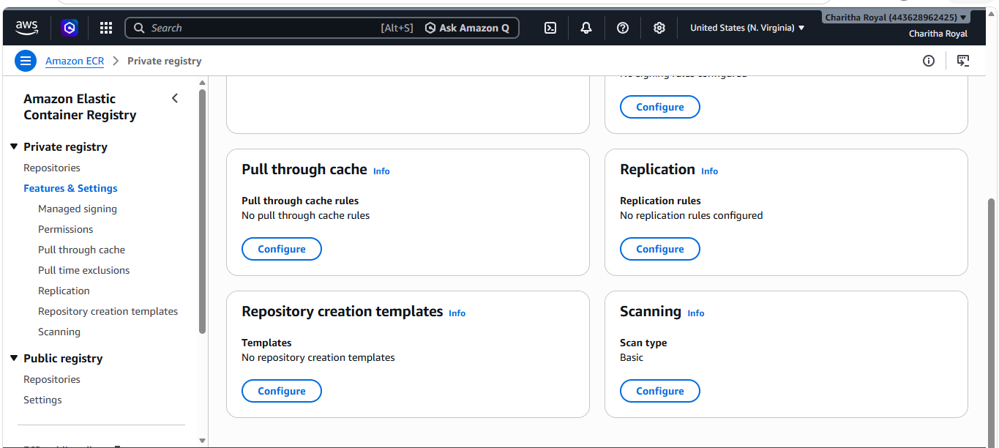 aws
Search
[Alt+S]
Ask Amazon Q
United States (N. Virginia)
Charitha Royal (443628962425)
Charitha Royal
Amazon ECR
Private registry
Amazon Elastic
Container Registry
Private registry
Repositories
Features & Settings
Managed signing
Permissions
Pull through cache
Pull time exclusions
Replication
Repository creation templates
Scanning
Public registry
Repositories
Settings
No signing rules configured
Configure
Pull through cache Info
Pull through cache rules
No pull through cache rules
Configure
Replication Info
Replication rules
No replication rules configured
Configure
Repository creation templates Info
Templates
No repository creation templates
Configure
Scanning Info
Scan type
Basic
Configure